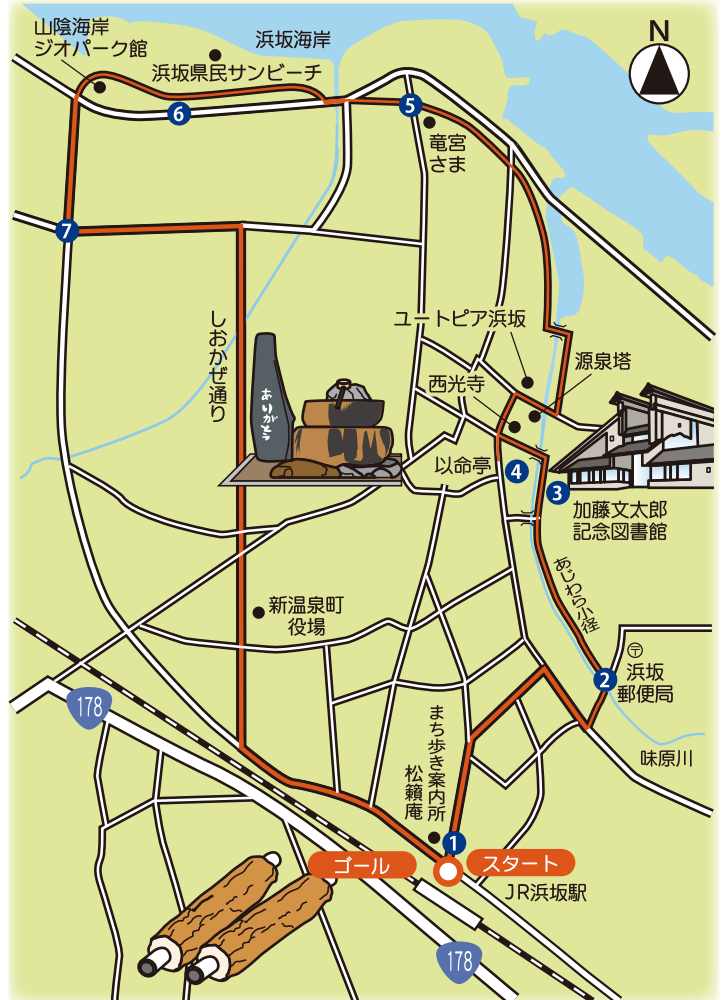 山陰海岸
ジオパーク館
浜坂海岸
N
浜坂県民サンビーチ
6
5
竜宮
さま
7
しおかぜ通り
ユートピア浜坂
源泉塔
西光寺
ありがとう
以命亭
4
3
加藤文太郎
記念図書館
あじわら小径
新温泉町
役場
〒
2
浜坂
郵便局
178
まち歩き案内所
松籟庵
味原川
1
ゴール
スタート
JR浜坂駅
178